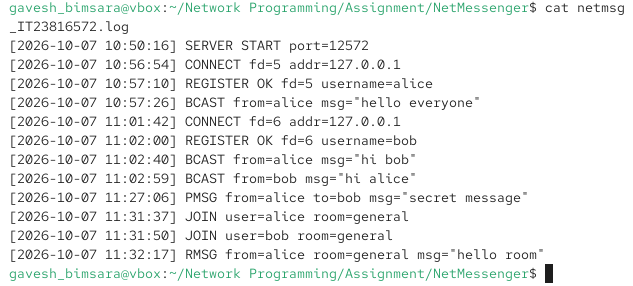 gavesh_bimsara@vbox:~/Network Programming/Assignment/NetMessenger$ cat netmsg
_IT23816572.log
[2026-10-07 10:50:16] SERVER START port=12572
[2026-10-07 10:56:54] CONNECT fd=5 addr=127.0.0.1
[2026-10-07 10:57:10] REGISTER OK fd=5 username=alice
[2026-10-07 10:57:26] BCAST from=alice msg="hello everyone"
[2026-10-07 11:01:42] CONNECT fd=6 addr=127.0.0.1
[2026-10-07 11:02:00] REGISTER OK fd=6 username=bob
[2026-10-07 11:02:40] BCAST from=alice msg="hi bob"
[2026-10-07 11:02:59] BCAST from=bob msg="hi alice"
[2026-10-07 11:27:06] PMSG from=alice to=bob msg="secret message"
[2026-10-07 11:31:37] JOIN user=alice room=general
[2026-10-07 11:31:50] JOIN user=bob room=general
[2026-10-07 11:32:17] RMSG from=alice room=general msg="hello room"
gavesh_bimsara@vbox:~/Network Programming/Assignment/NetMessenger$